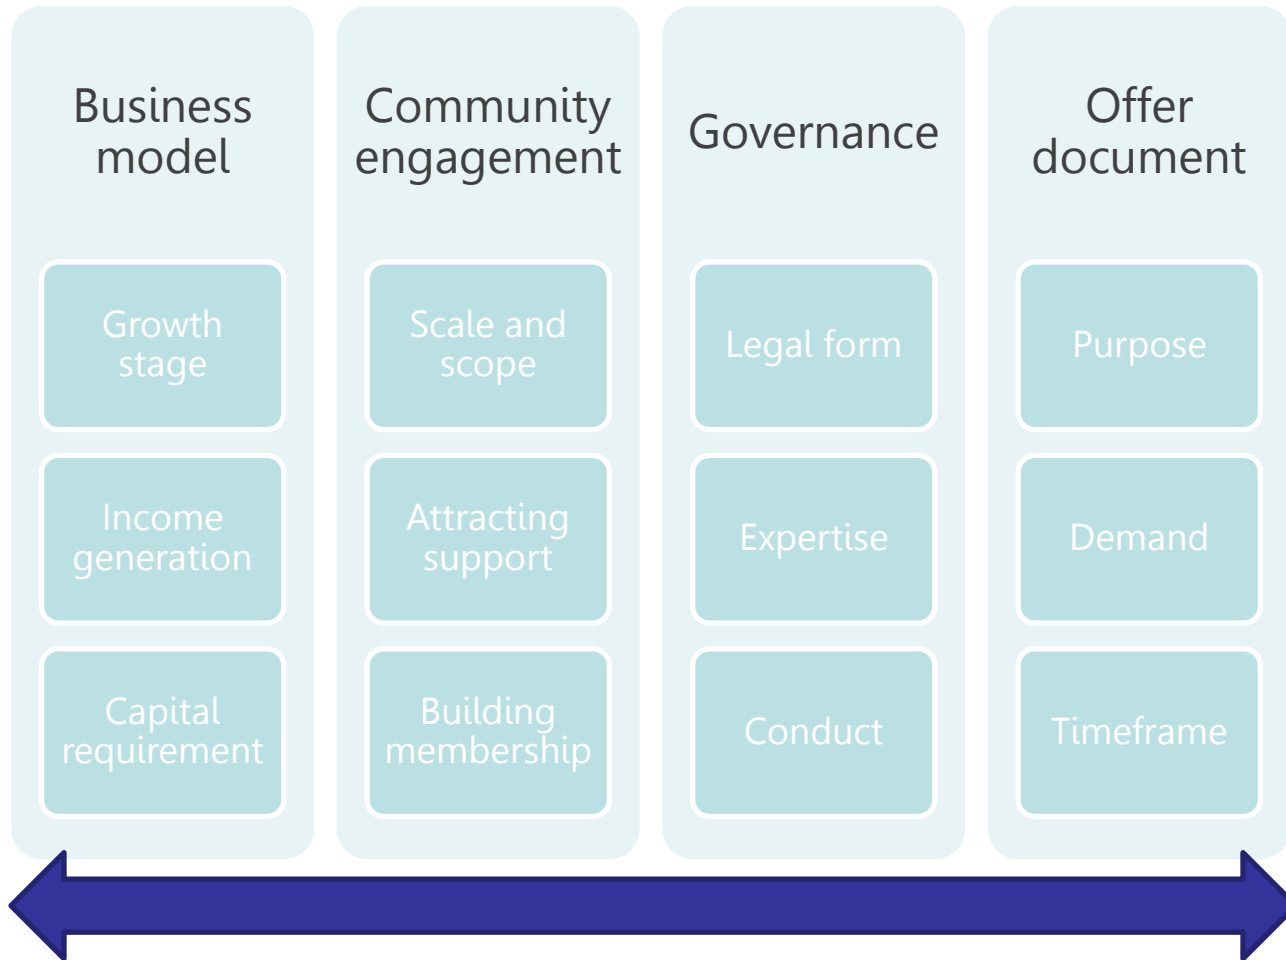 Business
model
Growth
stage
Income
generation
Capital
requirement
Community
engagement
Scale and
scope
Attracting
support
Building
membership
Governance
Legal form
Expertise
Conduct
Offer
document
Purpose
Demand
Timeframe